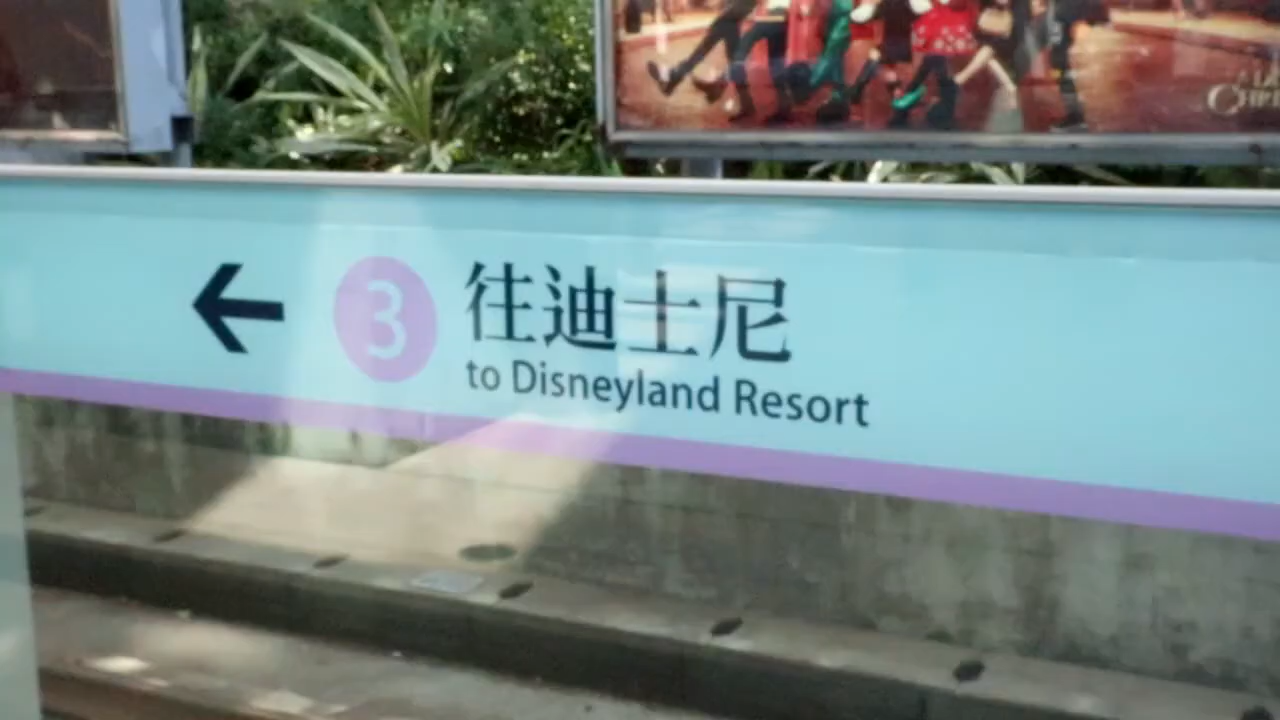 3 往迪士尼
to Disneyland Resort